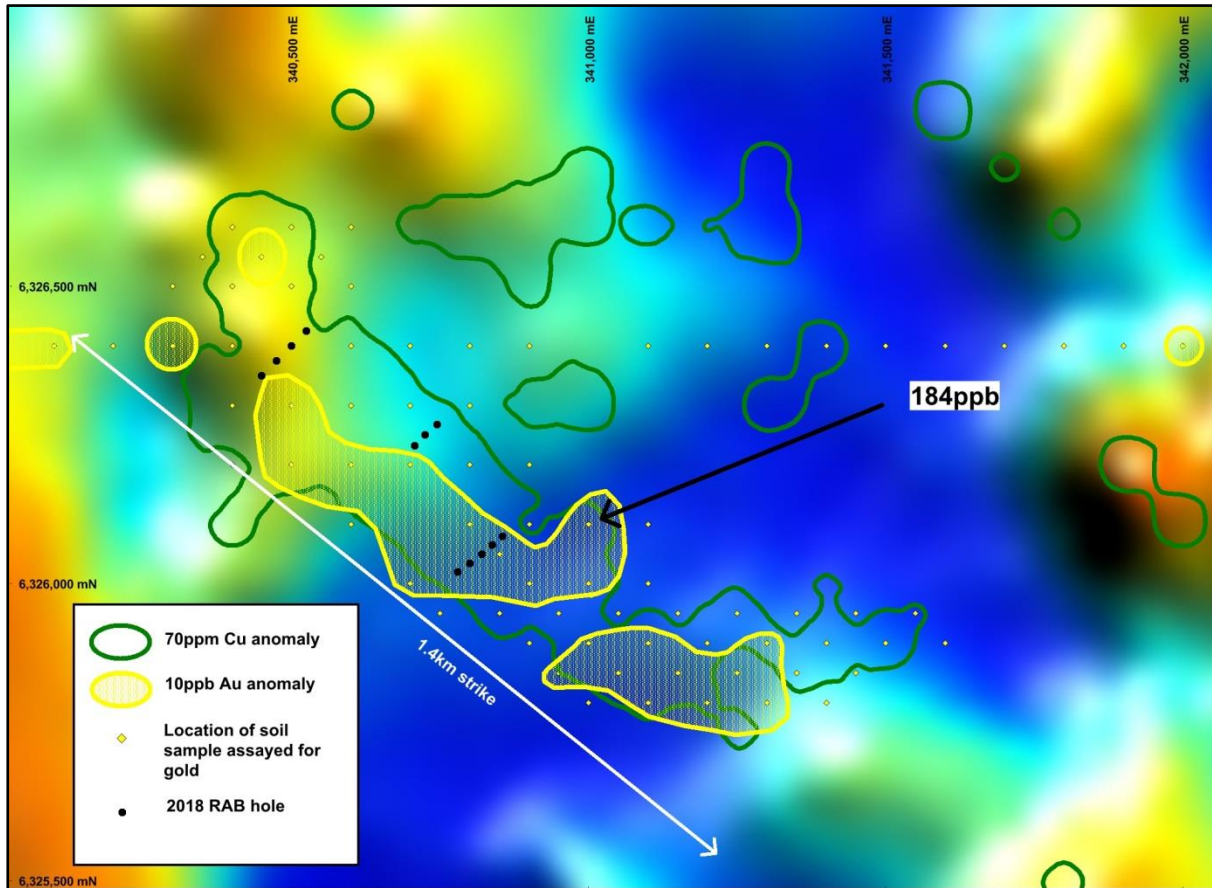 340,500 mE
341,000 mE
341,500 mE
342,000 mE
6,326,500 mN
184ppb
6,326,000 mN
1.4km strike
70ppm Cu anomaly
10ppb Au anomaly
Location of soil
sample assayed for
gold
2018 RAB hole
6,325,500 mN